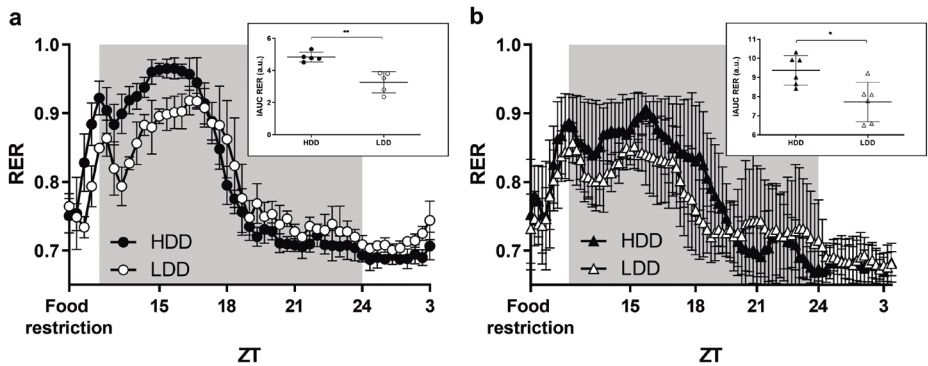 a
1.0
0.9
0.8
0.7
RER
HDD
LDD
Food
restriction
15
18
21
24
3
ZT
6
4
2
0
iAUC RER (a.u.)
**
HDD
LDD
b
1.0
0.9
0.8
0.7
RER
HDD
LDD
Food
restriction
15
18
21
24
3
ZT
11
10
9
8
7
6
iAUC RER (a.u.)
*
HDD
LDD